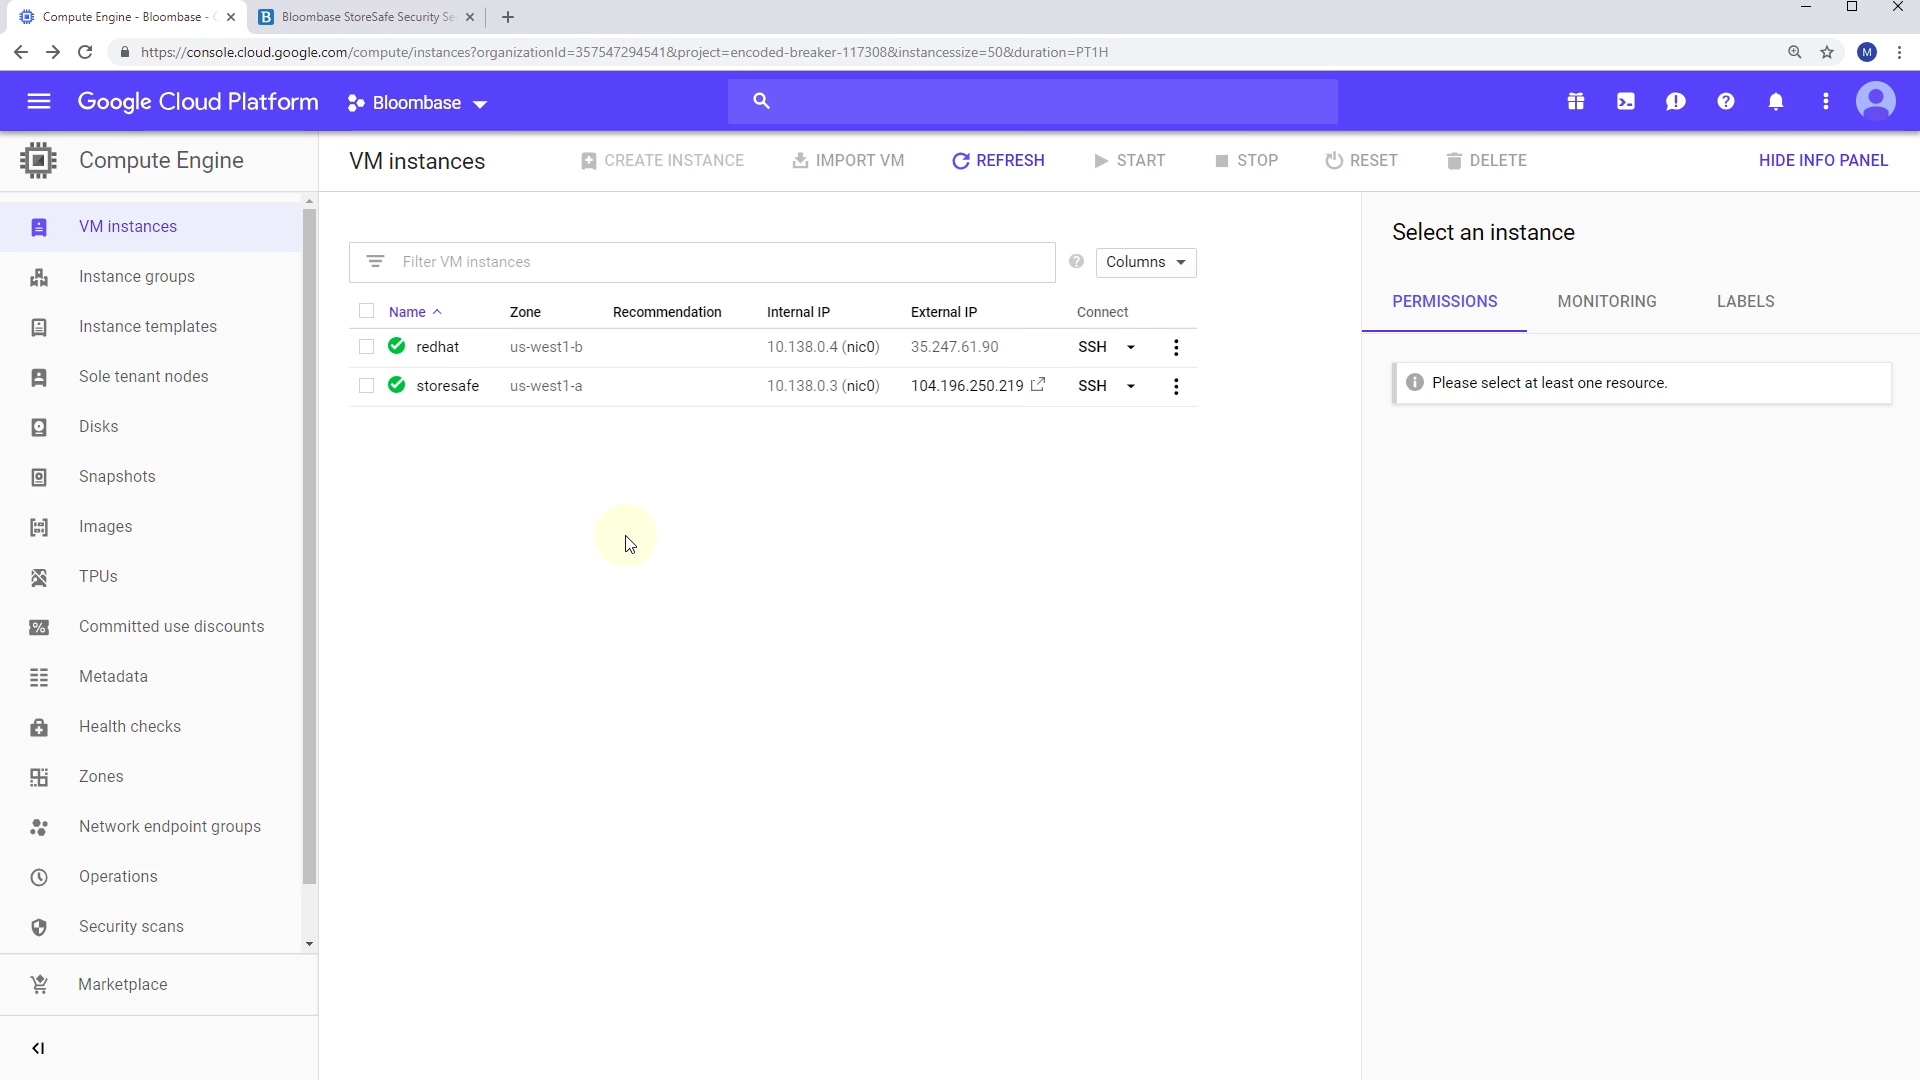 Compute Engine - Bloombase -
Bloombase StoreSafe Security Se
https://console.cloud.google.com/compute/instances?organizationId=357547294541&project=encoded-breaker-117308&instancessize=50&duration=PT1H
M
Google Cloud Platform
Bloombase
Compute Engine
VM instances
CREATE INSTANCE
IMPORT VM
REFRESH
START
STOP
RESET
DELETE
HIDE INFO PANEL
VM instances
Instance groups
Instance templates
Sole tenant nodes
Disks
Snapshots
Images
TPUs
Committed use discounts
Metadata
Health checks
Zones
Network endpoint groups
Operations
Security scans
Marketplace
Filter VM instances
Columns
Name Zone Recommendation Internal IP External IP Connect
redhat us-west1-b 10.138.0.4 (nic0) 35.247.61.90 SSH
storesafe us-west1-a 10.138.0.3 (nic0) 104.196.250.219 SSH
Select an instance
PERMISSIONS
MONITORING
LABELS
Please select at least one resource.